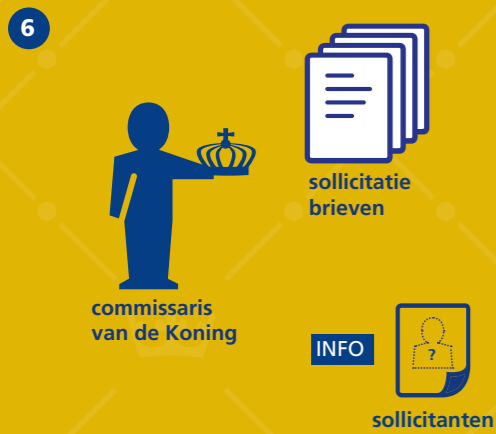 6
sollicitatie
brieven
commissaris
van de Koning
INFO
?
sollicitanten